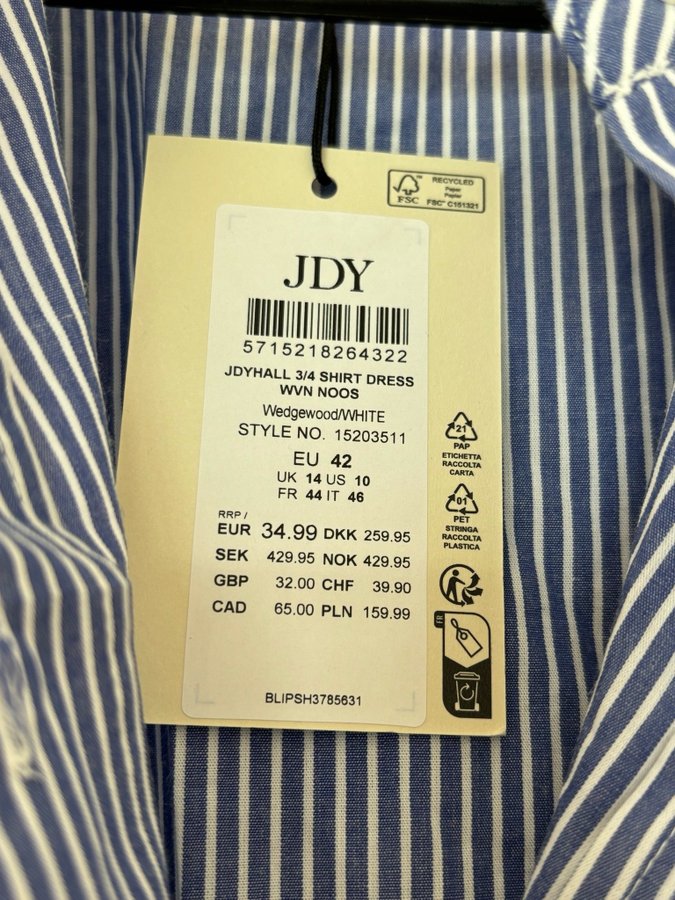 RECYCLED
Paper
Papier
FSC™
FSC® C151321
JDY
5715218264322
JDYHALL 3/4 SHIRT DRESS
WVN NOOS
Wedgewood/WHITE
STYLE NO. 15203511
EU 42
UK 14 US 10
FR 44 IT 46
RRP /
EUR 34.99 DKK 259.95
SEK 429.95 NOK 429.95
GBP 32.00 CHF 39.90
CAD 65.00 PLN 159.99
BLIPSH3785631
21
PAP
ETICHETTA
RACCOLTA
CARTA
01
PET
STRINGA
RACCOLTA
PLASTICA
FR